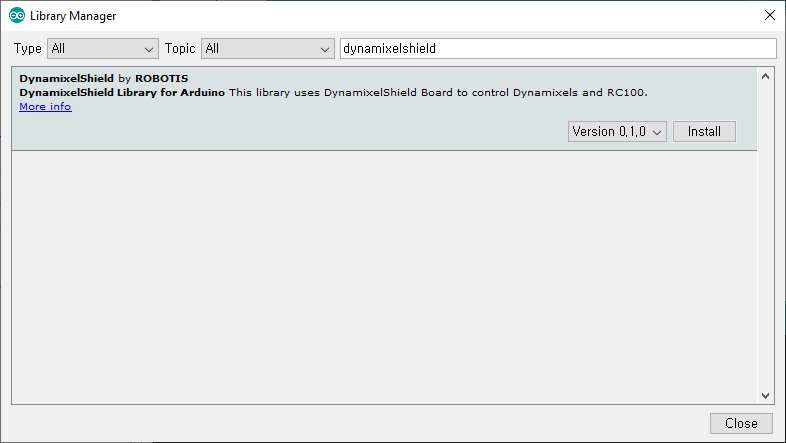 Library Manager
Type All Topic All dynamixelshield
DynamixelShield by ROBOTIS
DynamixelShield Library for Arduino This library uses DynamixelShield Board to control Dynamixels and RC100.
More info
Version 0.1.0 Install
Close